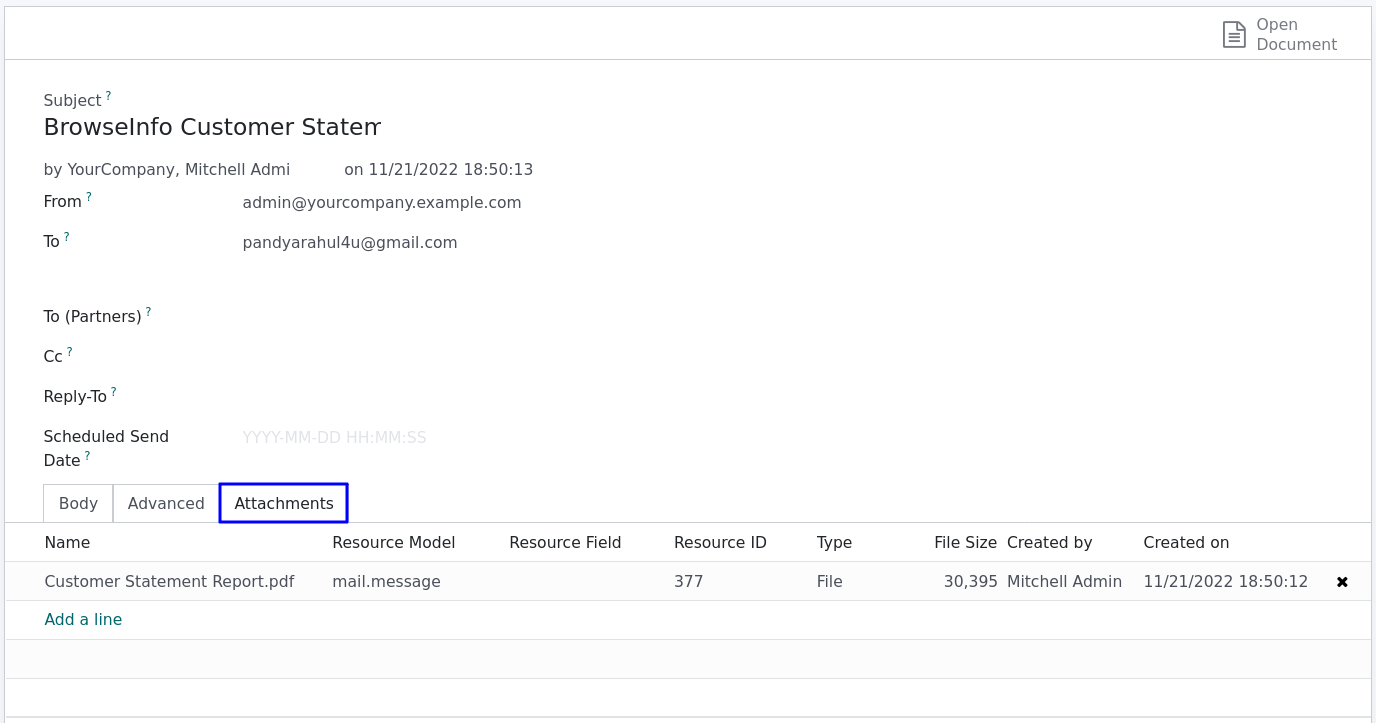 Open
Document
Subject ?
BrowseInfo Customer Statem
by YourCompany, Mitchell Admi on 11/21/2022 18:50:13
From ? admin@yourcompany.example.com
To ? pandyarahul4u@gmail.com
To (Partners) ?
Cc ?
Reply-To ?
Scheduled Send YYYY-MM-DD HH:MM:SS
Date ?
Body Advanced Attachments
Name Resource Model Resource Field Resource ID Type File Size Created by Created on
Customer Statement Report.pdf mail.message 377 File 30,395 Mitchell Admin 11/21/2022 18:50:12
Add a line